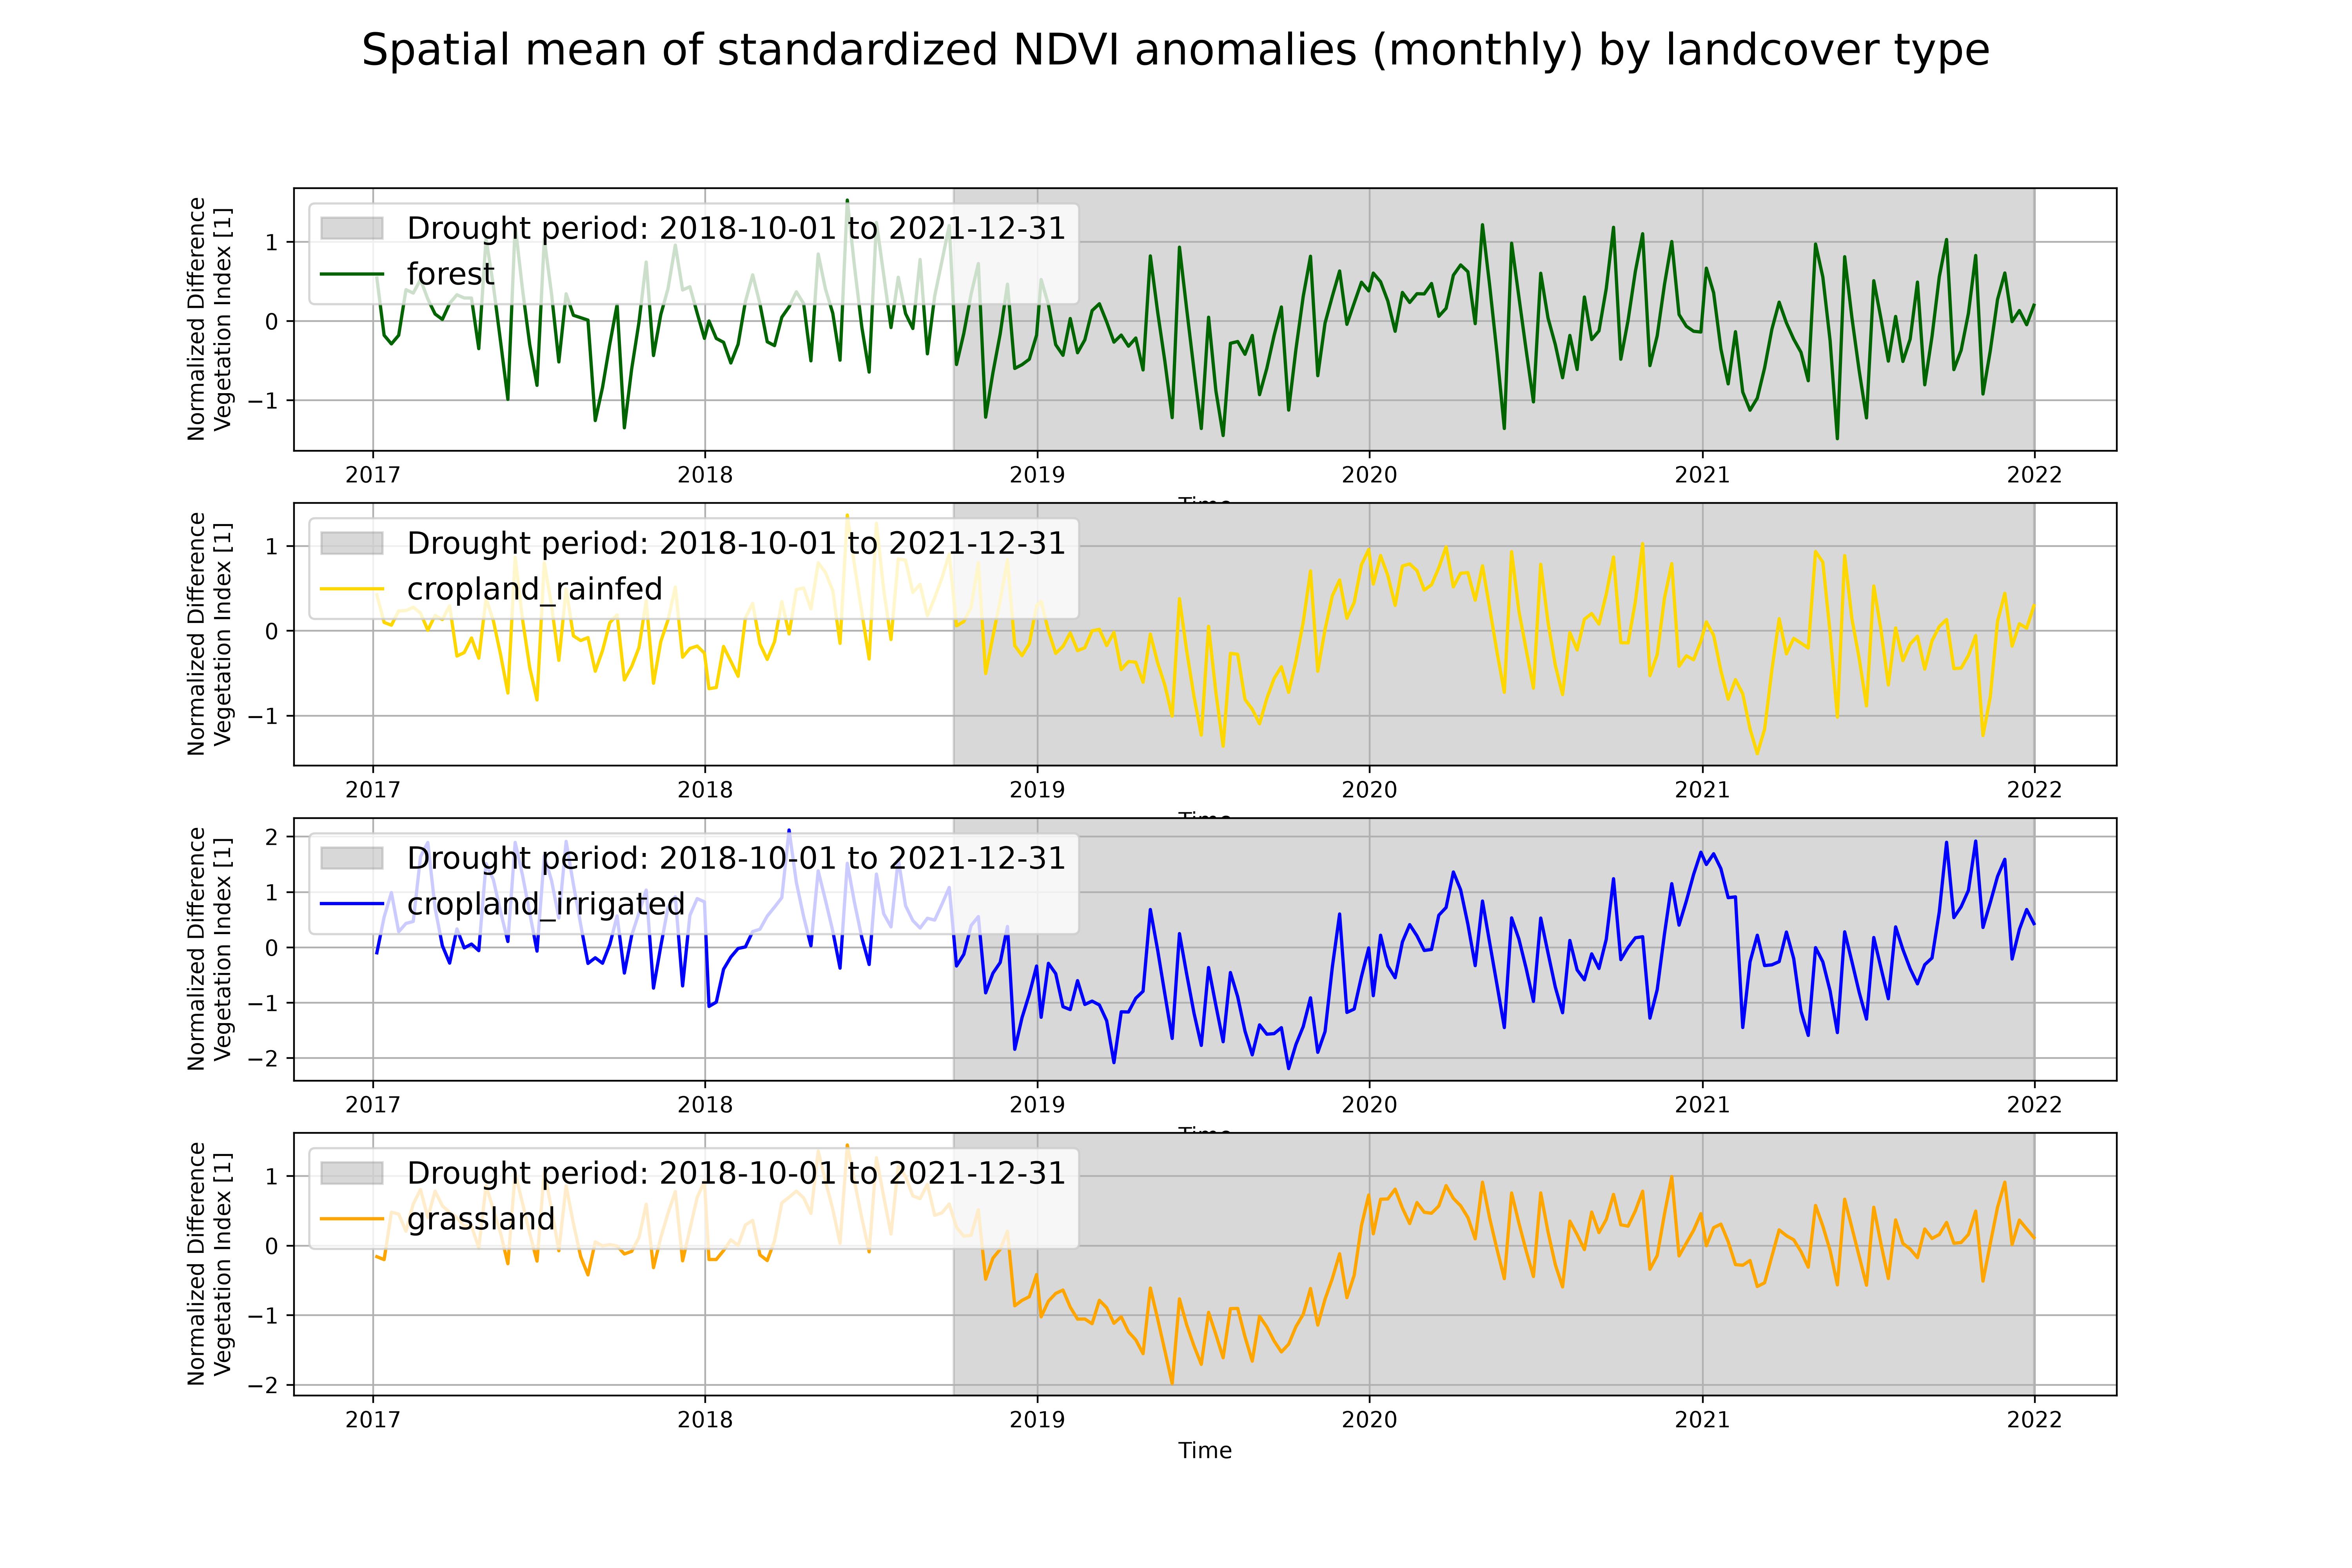 Spatial mean of standardized NDVI anomalies (monthly) by landcover type
Normalized Difference
Vegetation Index [1]
1
0
−1
Drought period: 2018-10-01 to 2021-12-31
forest
2017 2018 2019 2020 2021 2022
Time
Normalized Difference
Vegetation Index [1]
1
0
−1
Drought period: 2018-10-01 to 2021-12-31
cropland_rainfed
2017 2018 2019 2020 2021 2022
Time
Normalized Difference
Vegetation Index [1]
2
1
0
−1
−2
Drought period: 2018-10-01 to 2021-12-31
cropland_irrigated
2017 2018 2019 2020 2021 2022
Time
Normalized Difference
Vegetation Index [1]
1
0
−1
−2
Drought period: 2018-10-01 to 2021-12-31
grassland
2017 2018 2019 2020 2021 2022
Time